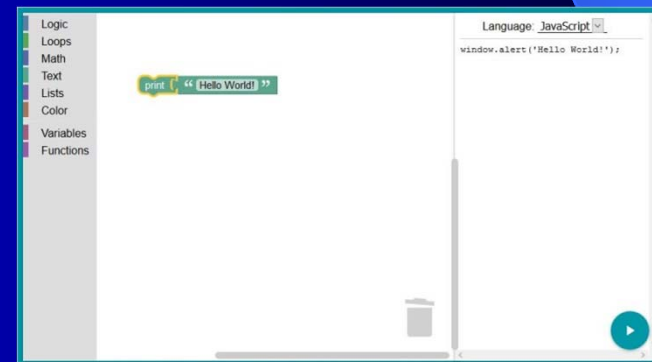 Logic
Loops
Math
Text
Lists
Color
Variables
Functions
print “ Hello World! ”
Language: JavaScript
window.alert('Hello World!');